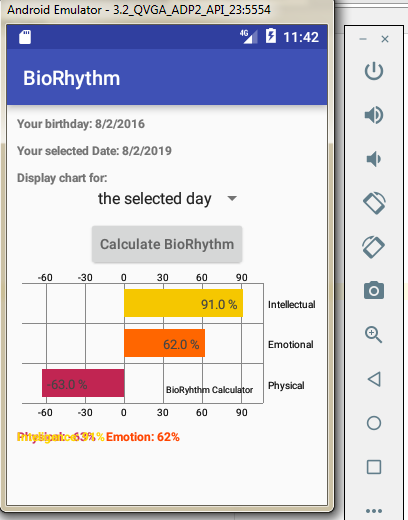 Android Emulator - 3.2_QVGA_ADP2_API_23:5554
4G 11:42
BioRhythm
Your birthday: 8/2/2016
Your selected Date: 8/2/2019
Display chart for:
the selected day
Calculate BioRhythm
-60 -30 0 30 60 90
91.0 % Intellectual
62.0 % Emotional
-63.0 % Physical
BioRyhthm Calculator
-60 -30 0 30 60 90
Physical: -63% Emotion: 62%